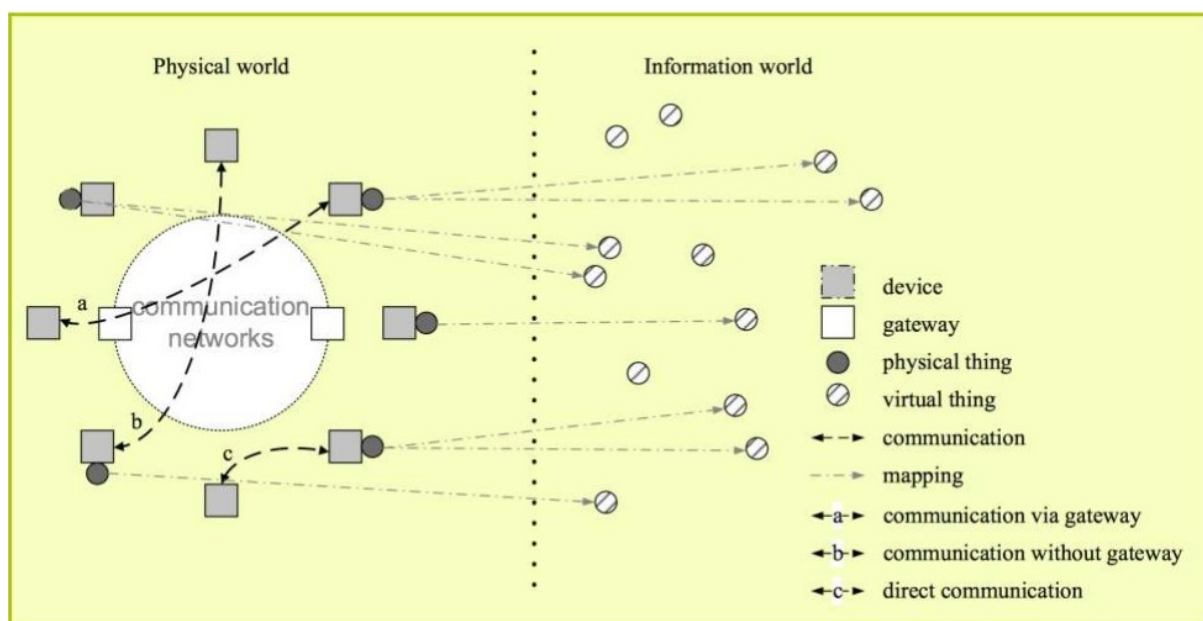 Physical world
Information world
a
communication
networks
b
c
device
gateway
physical thing
virtual thing
communication
mapping
a communication via gateway
b communication without gateway
c direct communication